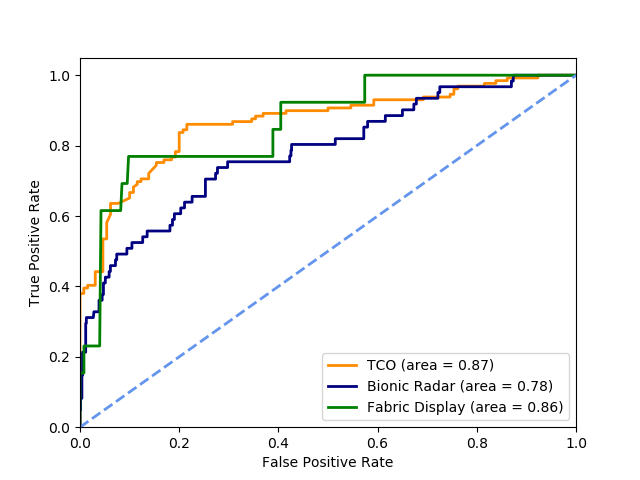 1.0
0.8
0.6
0.4
0.2
0.0
True Positive Rate
0.0 0.2 0.4 0.6 0.8 1.0
False Positive Rate
TCO (area = 0.87)
Bionic Radar (area = 0.78)
Fabric Display (area = 0.86)